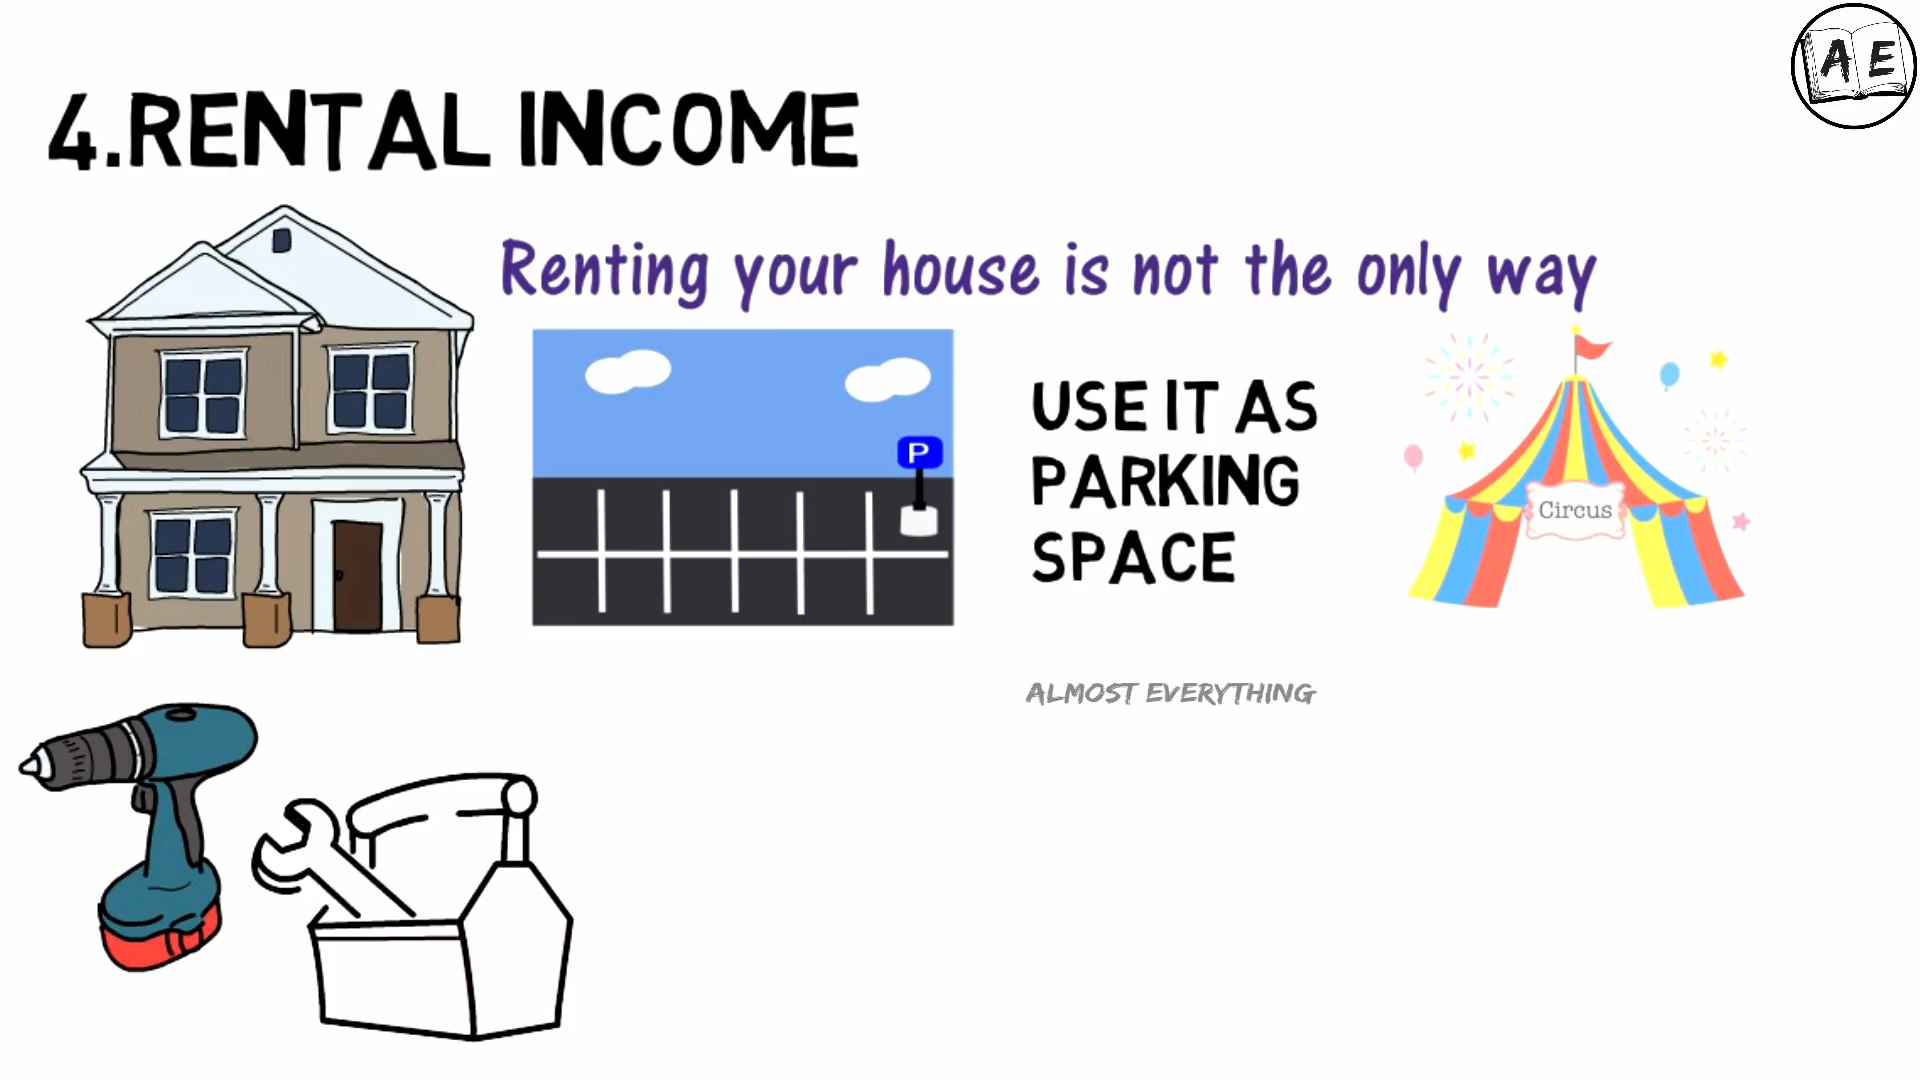 A E
4.RENTAL INCOME
Renting your house is not the only way
P
USE IT AS
PARKING
SPACE
Circus
ALMOST EVERYTHING